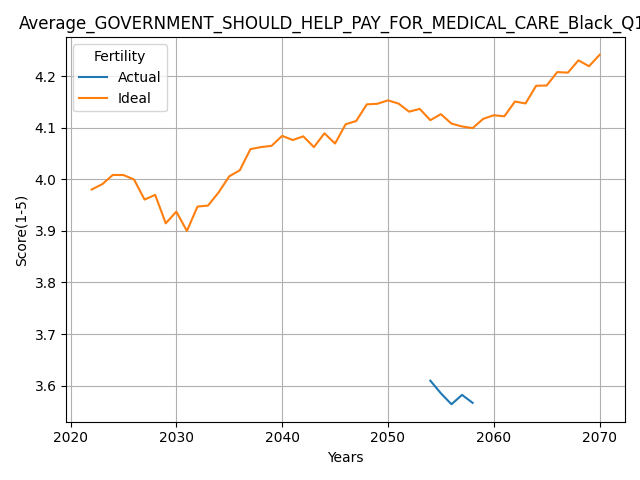 Average_GOVERNMENT_SHOULD_HELP_PAY_FOR_MEDICAL_CARE_Black_Q1
Fertility
Actual
Ideal
Score(1-5)
4.2
4.1
4.0
3.9
3.8
3.7
3.6
2020 2030 2040 2050 2060 2070
Years